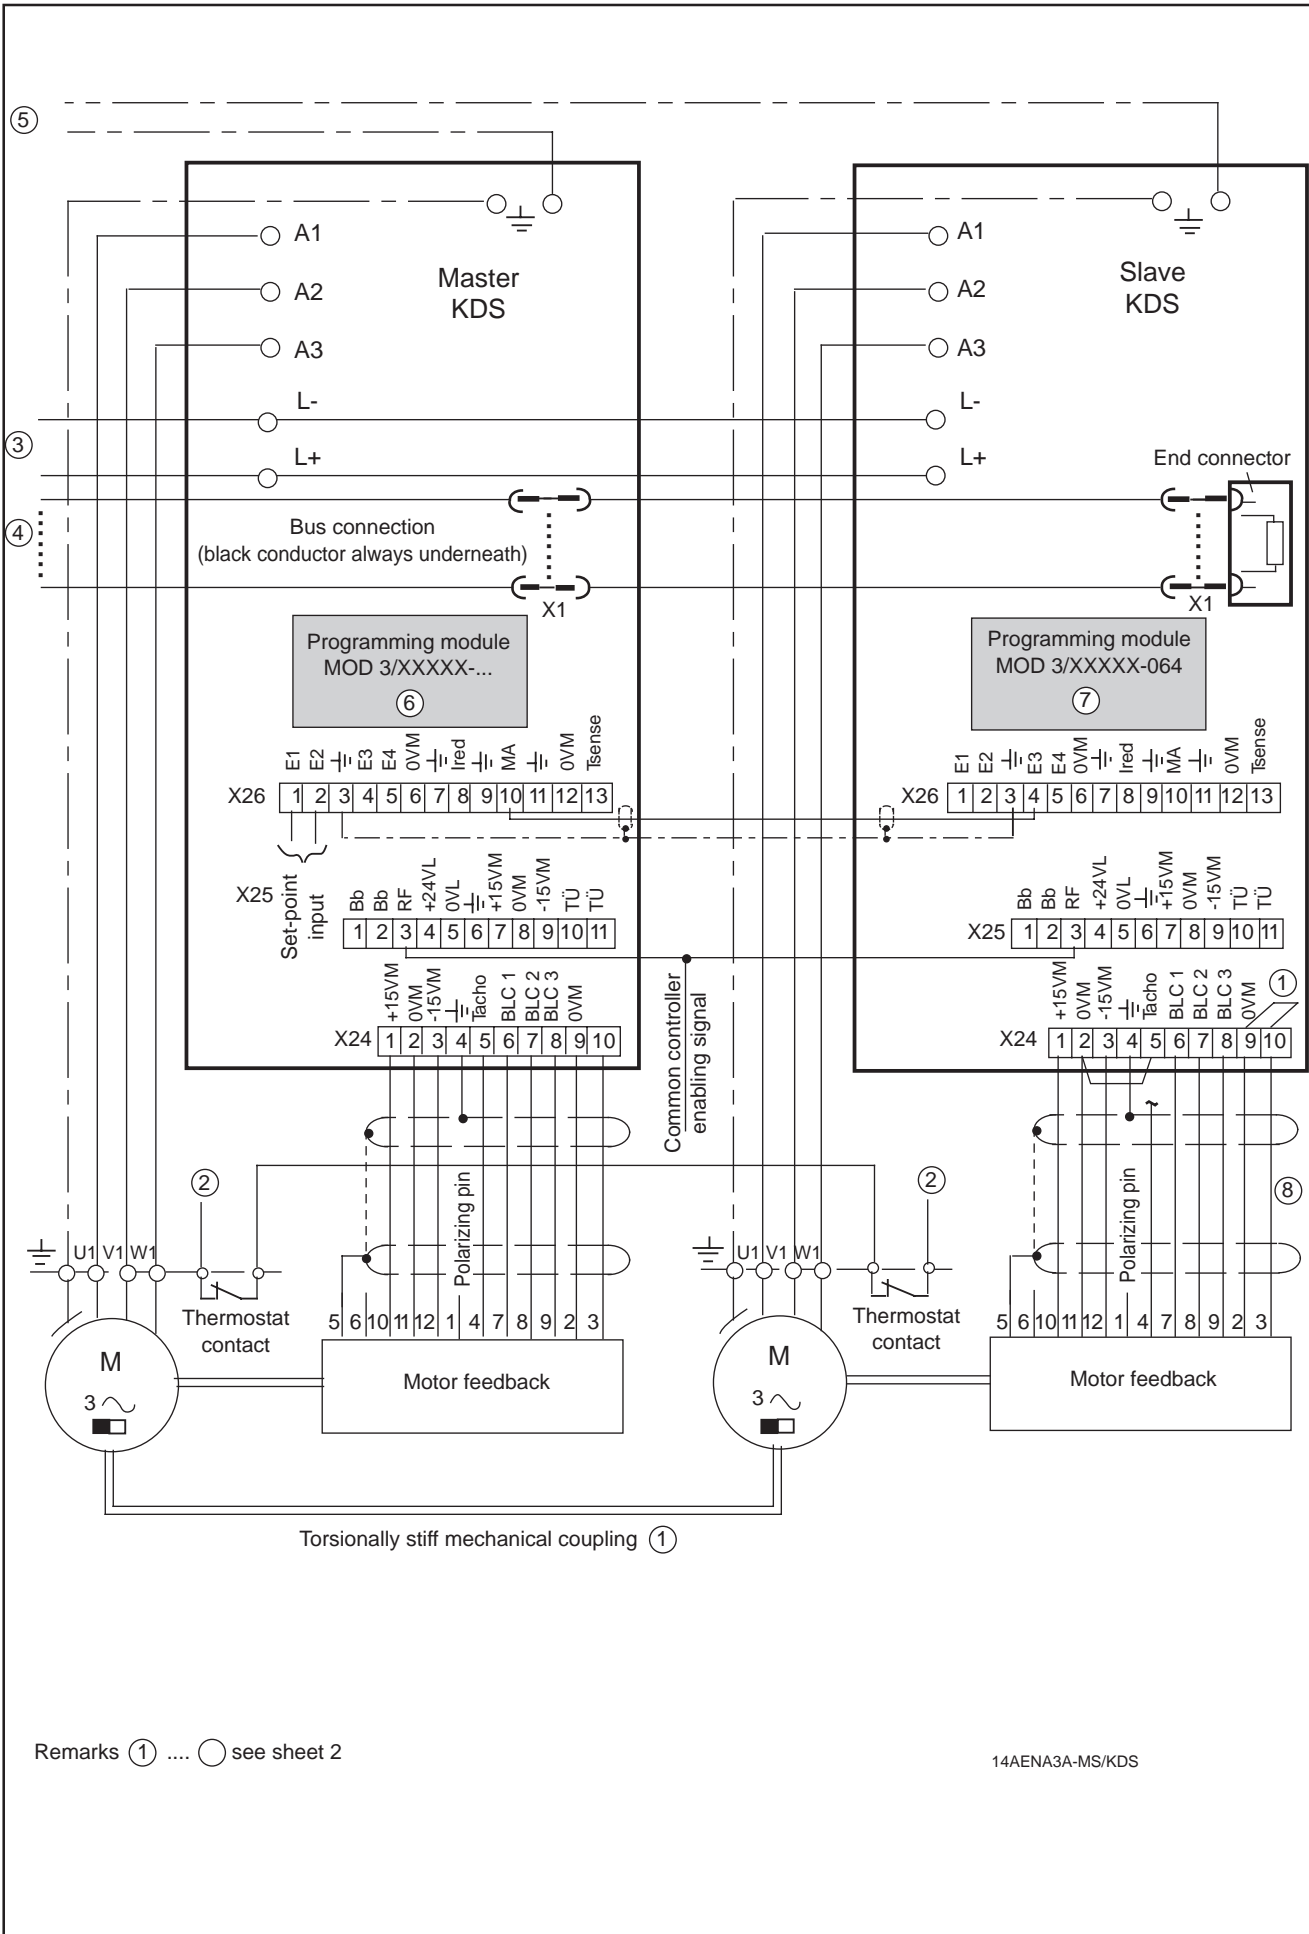 5
A1
A2
A3
Master
KDS
L-
L+
A1
A2
A3
Slave
KDS
L-
L+
End connector
3
4
Bus connection
(black conductor always underneath)
X1
X1
Programming module
MOD 3/XXXXX-...
6
Programming module
MOD 3/XXXXX-064
7
E1 E2 E3 E4 0VM Ired MA 0VM Tsense
X26 1 2 3 4 5 6 7 8 9 10 11 12 13
E1 E2 E3 E4 0VM Ired MA 0VM Tsense
X26 1 2 3 4 5 6 7 8 9 10 11 12 13
Set-point
input
Bb Bb RF +24VL 0VL +15VM 0VM -15VM TÜ TÜ
X25 1 2 3 4 5 6 7 8 9 10 11
Bb Bb RF +24VL 0VL +15VM 0VM -15VM TÜ TÜ
X25 1 2 3 4 5 6 7 8 9 10 11
+15VM 0VM -15VM Tacho BLC 1 BLC 2 BLC 3 0VM
X24 1 2 3 4 5 6 7 8 9 10
Common controller
enabling signal
+15VM 0VM -15VM Tacho BLC 1 BLC 2 BLC 3 0VM
1
X24 1 2 3 4 5 6 7 8 9 10
2
Polarizing pin
2
Polarizing pin
8
U1 V1 W1
Thermostat
contact
5 6 10 11 12 1 4 7 8 9 2 3
U1 V1 W1
Thermostat
contact
5 6 10 11 12 1 4 7 8 9 2 3
M
3
Motor feedback
M
3
Motor feedback
Torsionally stiff mechanical coupling 1
Remarks 1 .... see sheet 2
14AENA3A-MS/KDS